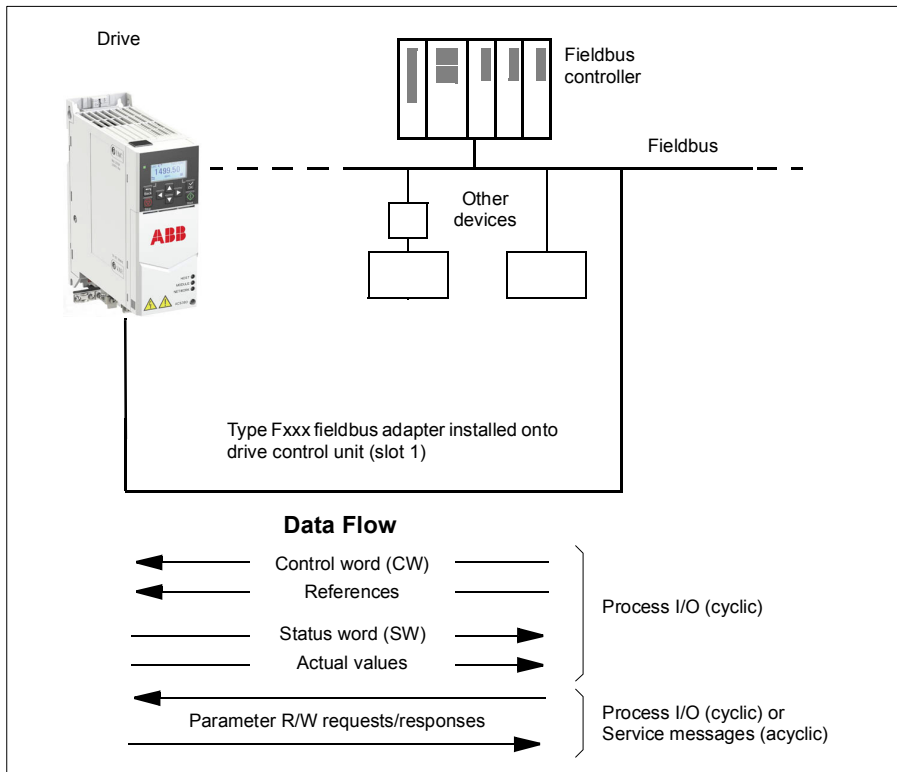 Drive
Fieldbus
controller
Fieldbus
Other
devices
1499.50
ABB
Type Fxxx fieldbus adapter installed onto
drive control unit (slot 1)
Data Flow
Control word (CW)
References
Process I/O (cyclic)
Status word (SW)
Actual values
Parameter R/W requests/responses
Process I/O (cyclic) or
Service messages (acyclic)